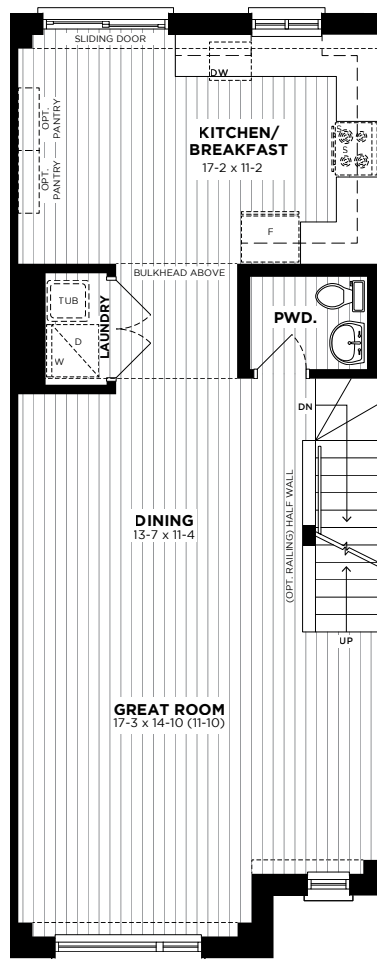 SLIDING DOOR
DW
OPT.
PANTRY
OPT.
PANTRY
KITCHEN/
BREAKFAST
17-2 x 11-2
S
S
F
BULKHEAD ABOVE
TUB
D
W
LAUNDRY
PWD.
DN
DINING
13-7 x 11-4
(OPT. RAILING) HALF WALL
UP
GREAT ROOM
17-3 x 14-10 (11-10)